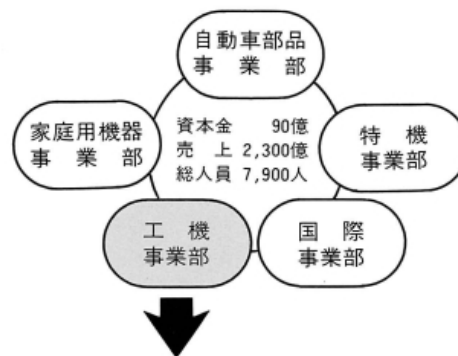 自動車部品
事業部
家庭用機器
事業部
資本金 90億
売上 2,300億
総人員 7,900人
特機
事業部
工機
事業部
国際
事業部